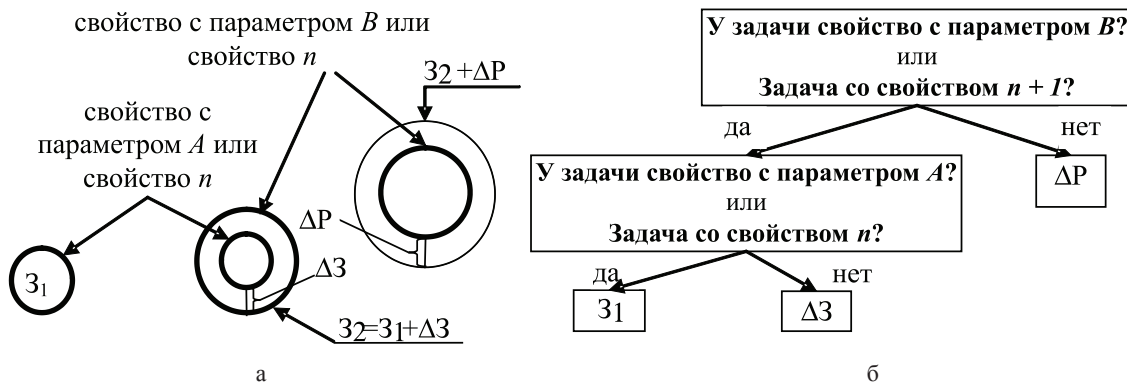 свойство с параметром B или
свойство n
З2 +ΔР
свойство с
параметром A или
свойство n
ΔР
ΔЗ
З1
З2=З1+ΔЗ
а
У задачи свойство с параметром B?
или
Задача со свойством n + 1?
да
нет
У задачи свойство с параметром A?
или
Задача со свойством n?
ΔР
да
нет
З1
ΔЗ
б